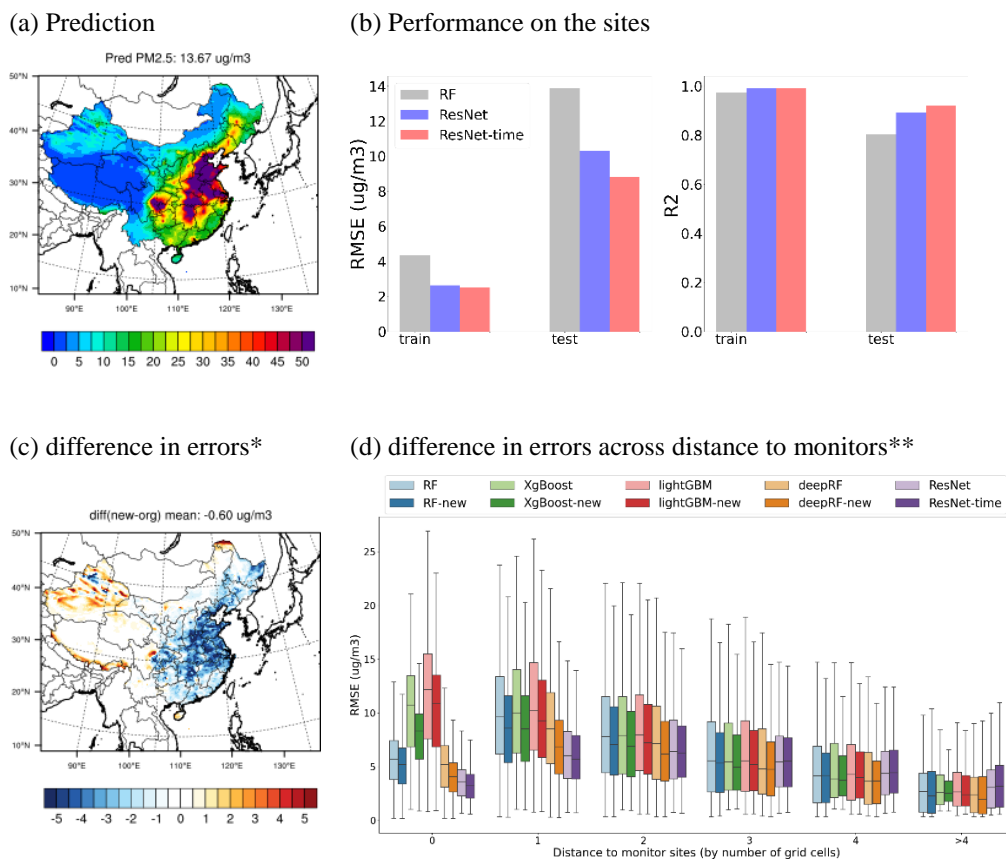 (a) Prediction
(b) Performance on the sites
Pred PM2.5: 13.67 ug/m3
50°N
40°N
30°N
20°N
10°N
90°E 100°E 110°E 120°E 130°E
0 5 10 15 20 25 30 35 40 45 50
RMSE (ug/m3)
14
12
10
8
6
4
2
0
RF
ResNet
ResNet-time
train test
R2
1.0
0.8
0.6
0.4
0.2
0.0
train test
(c) difference in errors*
(d) difference in errors across distance to monitors**
diff(new-org) mean: -0.60 ug/m3
50°N
40°N
30°N
20°N
10°N
90°E 100°E 110°E 120°E 130°E
-5 -4 -3 -2 -1 0 1 2 3 4 5
RF XgBoost lightGBM deepRF ResNet
RF-new XgBoost-new lightGBM-new deepRF-new ResNet-time
RMSE (ug/m3)
25
20
15
10
5
0
0 1 2 3 4 >4
Distance to monitor sites (by number of grid cells)